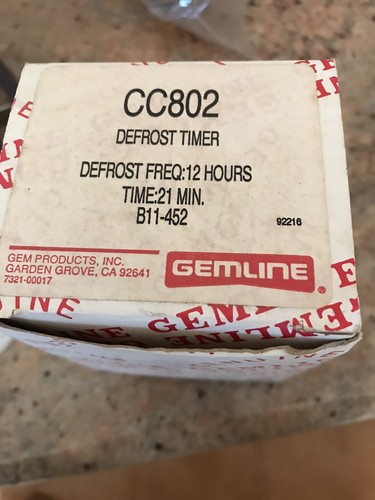 CC802
DEFROST TIMER
DEFROST FREQ:12 HOURS
TIME:21 MIN.
B11-452
92216
GEM PRODUCTS, INC.
GARDEN GROVE, CA 92641
7321-00017
GEMLINE®
INE GEMLINE